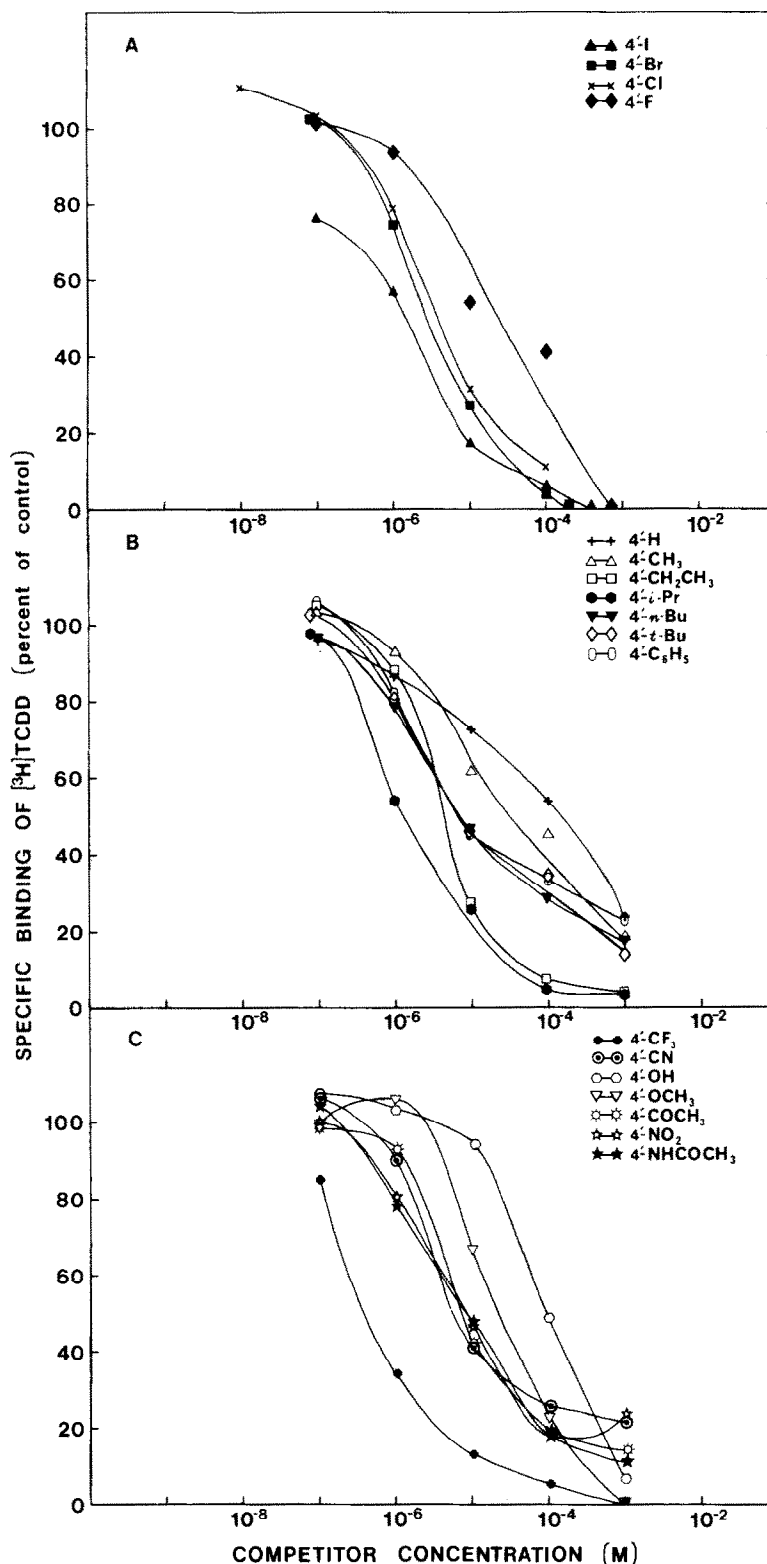 A
4'-I
4'-Br
4'-Cl
4'-F
100
80
60
40
20
0
10⁻⁸
10⁻⁶
10⁻⁴
10⁻²
B
4'-H
4'-CH₃
4'-CH₂CH₃
4'-i-Pr
4'-n-Bu
4'-t-Bu
4'-C₆H₅
100
80
60
40
20
0
10⁻⁸
10⁻⁶
10⁻⁴
10⁻²
C
4'-CF₃
4'-CN
4'-OH
4'-OCH₃
4'-COCH₃
4'-NO₂
4'-NHCOCH₃
100
80
60
40
20
0
10⁻⁸
10⁻⁶
10⁻⁴
10⁻²
SPECIFIC BINDING OF [³H]TCDD (percent of control)
COMPETITOR CONCENTRATION (M)